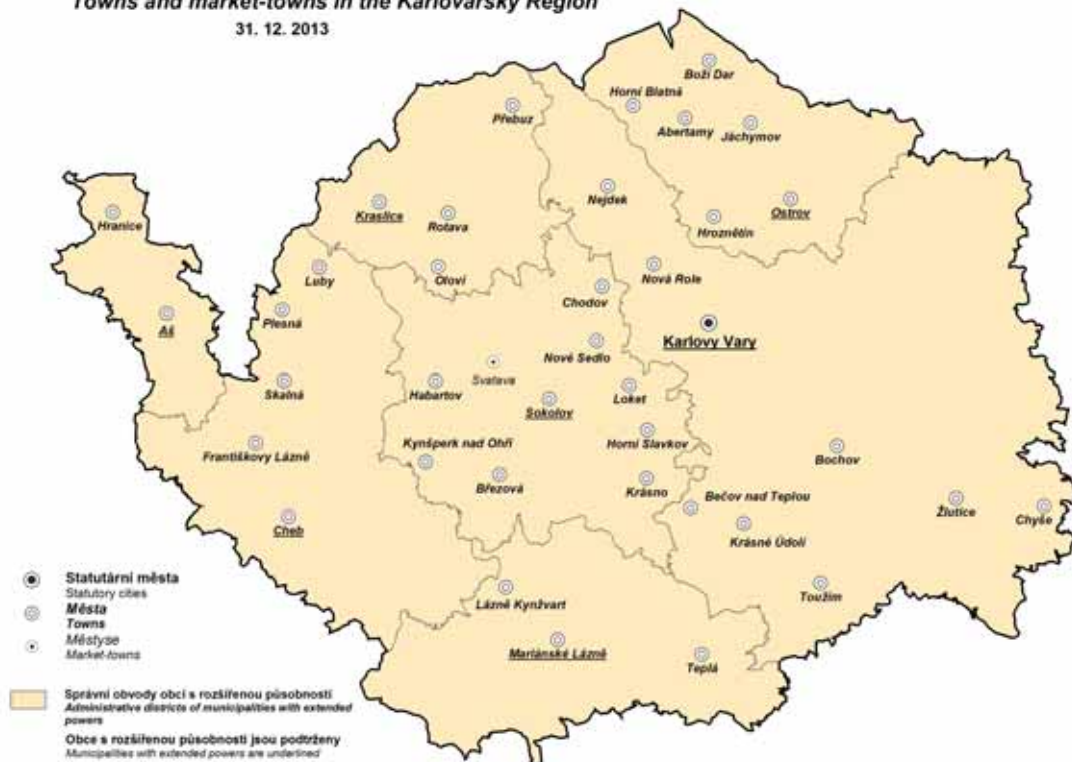 Towns and market-towns in the Karlovarský Region
31. 12. 2013
Boží Dar
Horní Blatná
Přebuz
Abertamy
Jáchymov
Nejdek
Kraslice
Ostrov
Hranice
Rotava
Hroznětín
Luby
Oloví
Nová Role
Chodov
Plesná
Aš
Karlovy Vary
Nové Sedlo
Svatava
Skalná
Habartov
Loket
Sokolov
Kynšperk nad Ohří
Horní Slavkov
Františkovy Lázně
Bochov
Březová
Krásno
Bečov nad Teplou
Žlutice
Chyše
Cheb
Krásné Údolí
Statutární města
Statutory cities
Města
Towns
Městyse
Market-towns
Lázně Kynžvart
Toužim
Mariánské Lázně
Teplá
Správní obvody obcí s rozšířenou působností
Administrative districts of municipalities with extended
powers
Obce s rozšířenou působností jsou podtrženy
Municipalities with extended powers are underlined